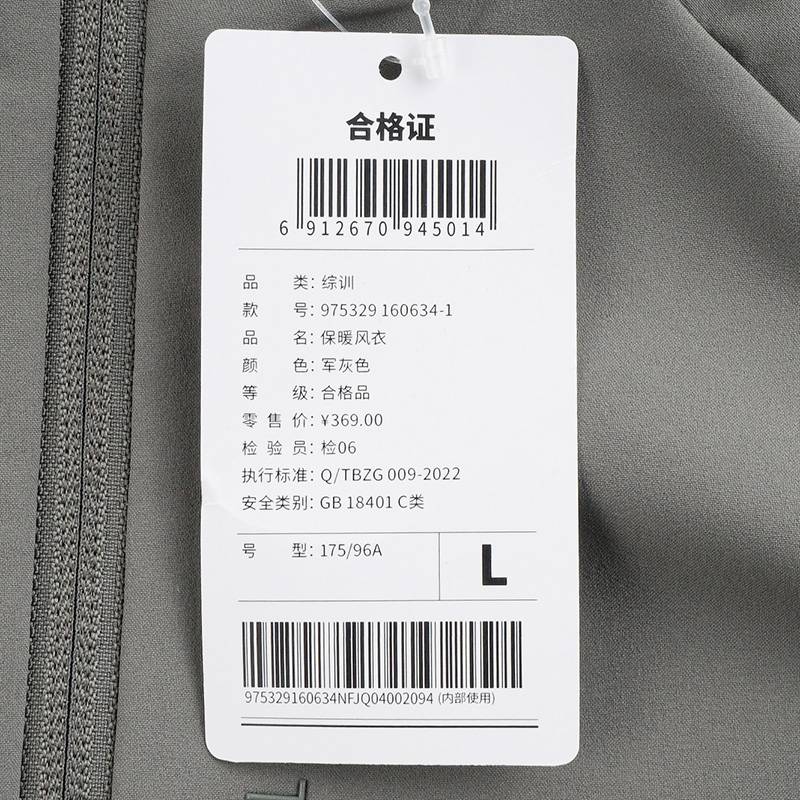 合格证
6 912670 945014
品 类：综训
款 号：975329 160634-1
品 名：保暖风衣
颜 色：军灰色
等 级：合格品
零 售 价：¥369.00
检 验 员：检06
执行标准：Q/TBZG 009-2022
安全类别：GB 18401 C类
号 型：175/96A
L
975329160634NFJQ04002094 (内部使用)